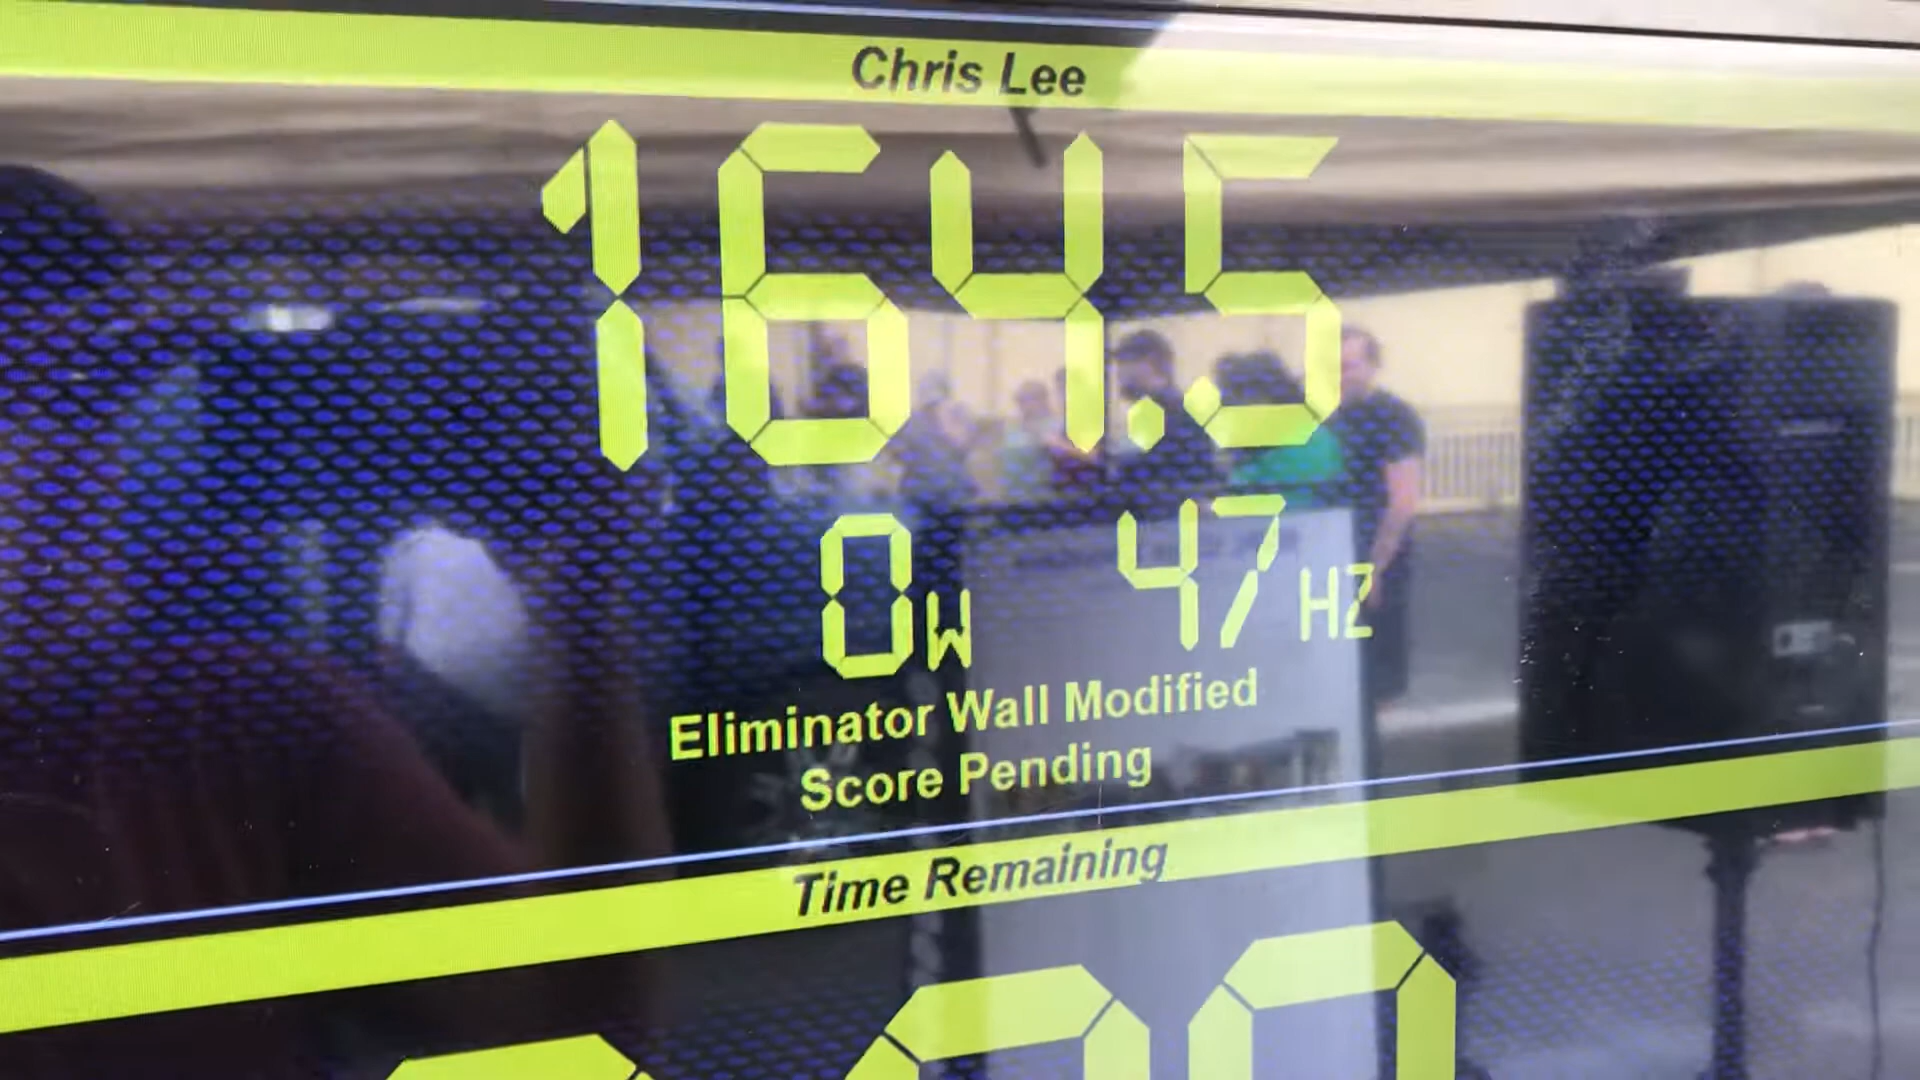 Chris Lee
164.5
0W 47HZ
Eliminator Wall Modified
Score Pending
Time Remaining